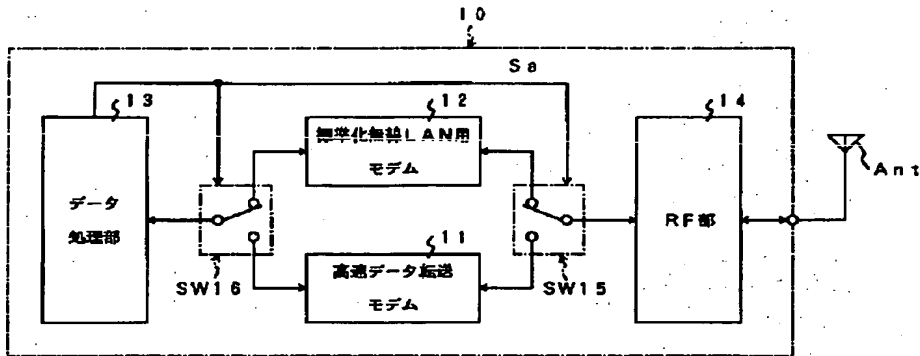 10
Sa
13
12
14
標準化無線LAN用
モデム
Ant
データ
処理部
RF部
11
高速データ転送
モデム
SW16
SW15